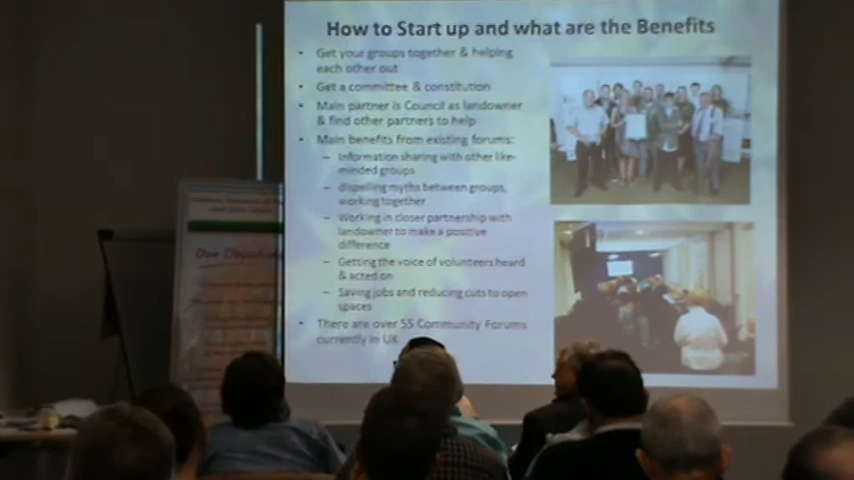 How to Start up and what are the Benefits
• Get your groups together & helping
each other out
• Get a committee & constitution
• Main partner is Council as landowner
& find other partners to help
• Main benefits from existing forums:
– Information sharing with other like-
minded groups
– dispelling myths between groups,
working together
– Working in closer partnership with
landowner to make a positive
difference
– Getting the voice of volunteers heard
& acted on
– Saving jobs and reducing cuts to open
spaces
• There are over 55 Community Forums
currently in UK
Our